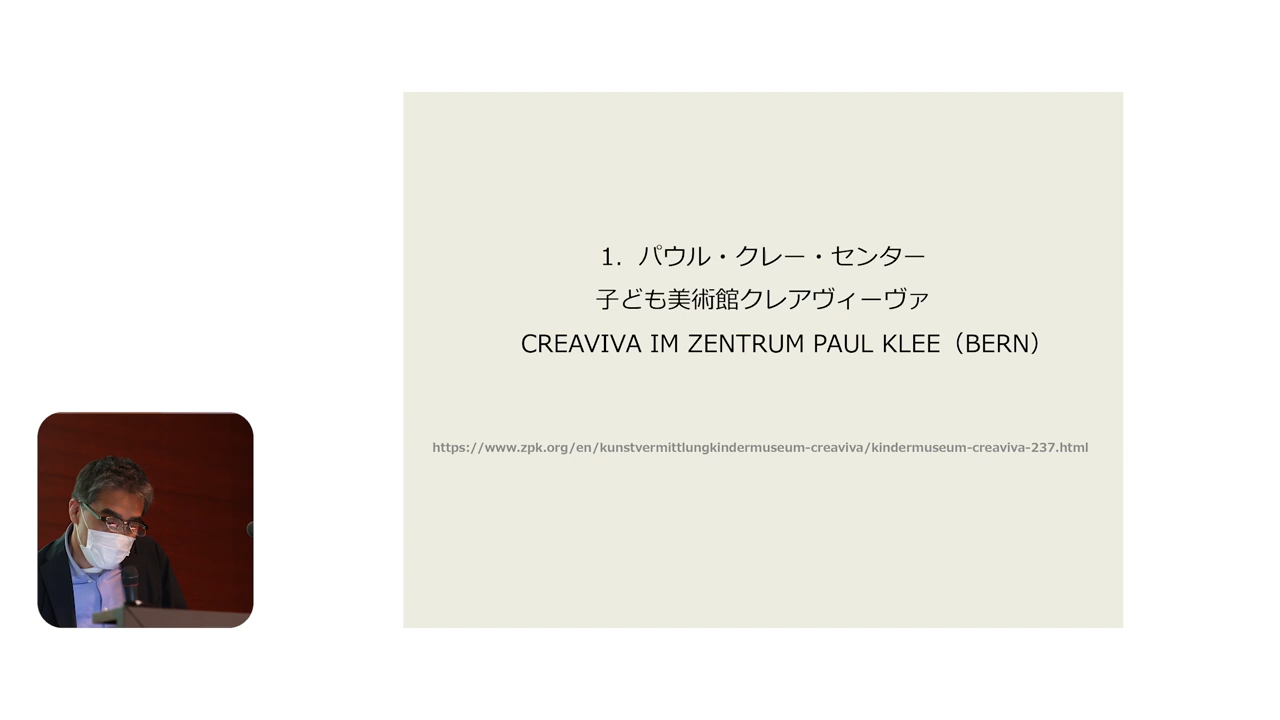 1. パウル・クレー・センター
子ども美術館クレアヴィーヴァ
CREAVIVA IM ZENTRUM PAUL KLEE（BERN）
https://www.zpk.org/en/kunstvermittlungkindermuseum-creaviva/kindermuseum-creaviva-237.html